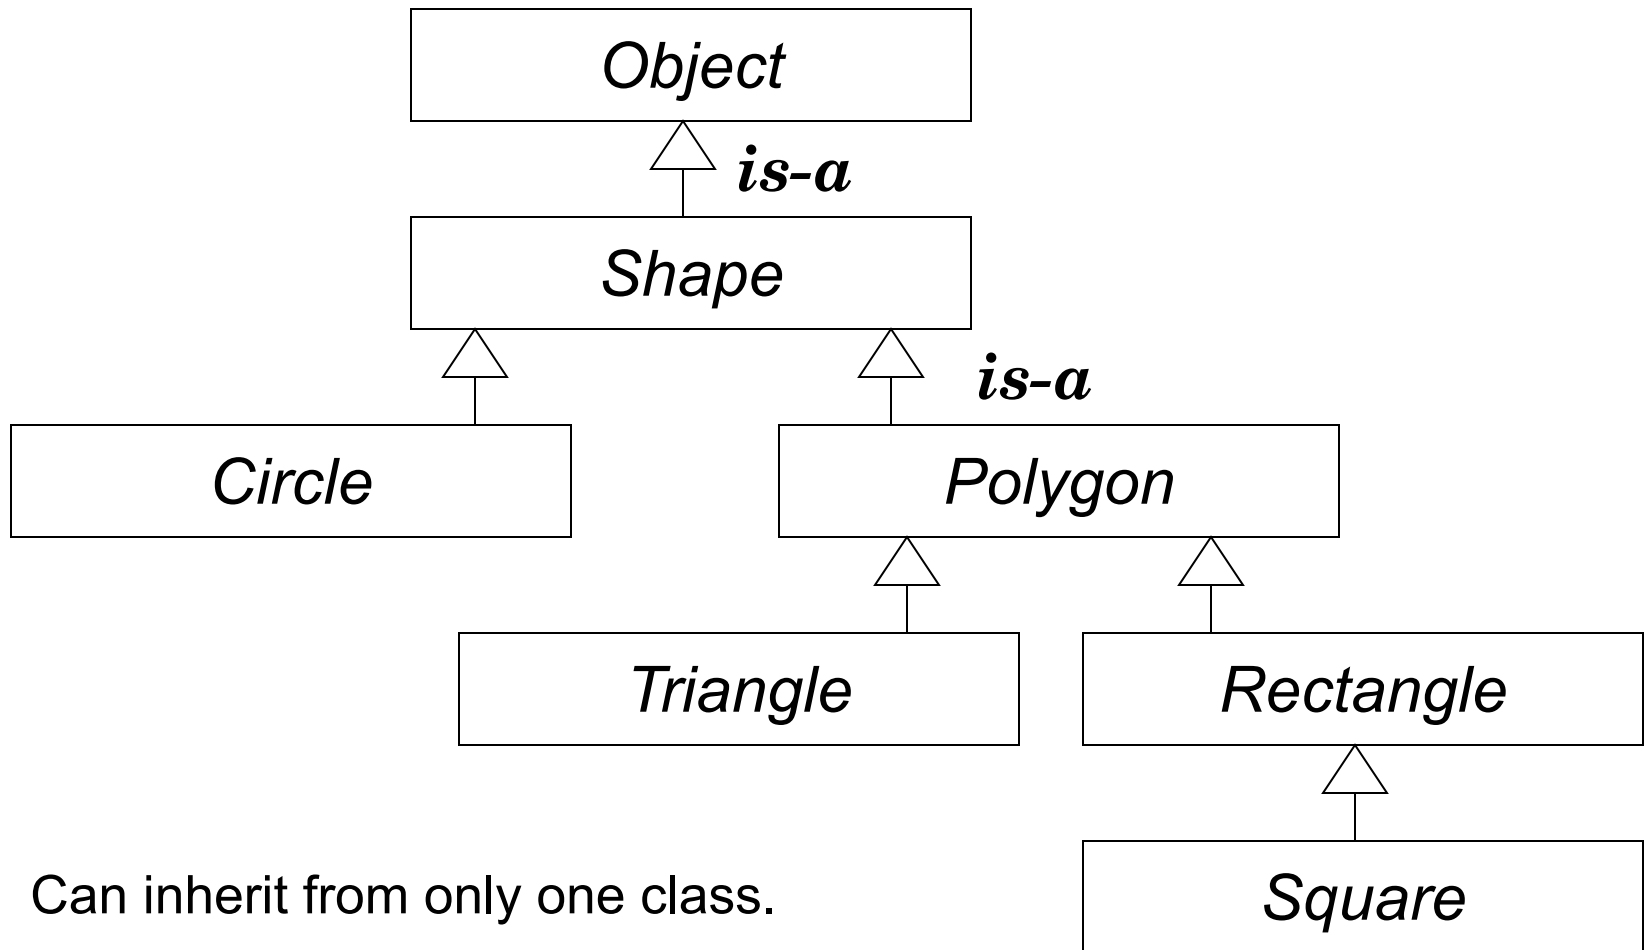 Object
is-a
Shape
is-a
Circle
Polygon
Triangle
Rectangle
Can inherit from only one class.
Square